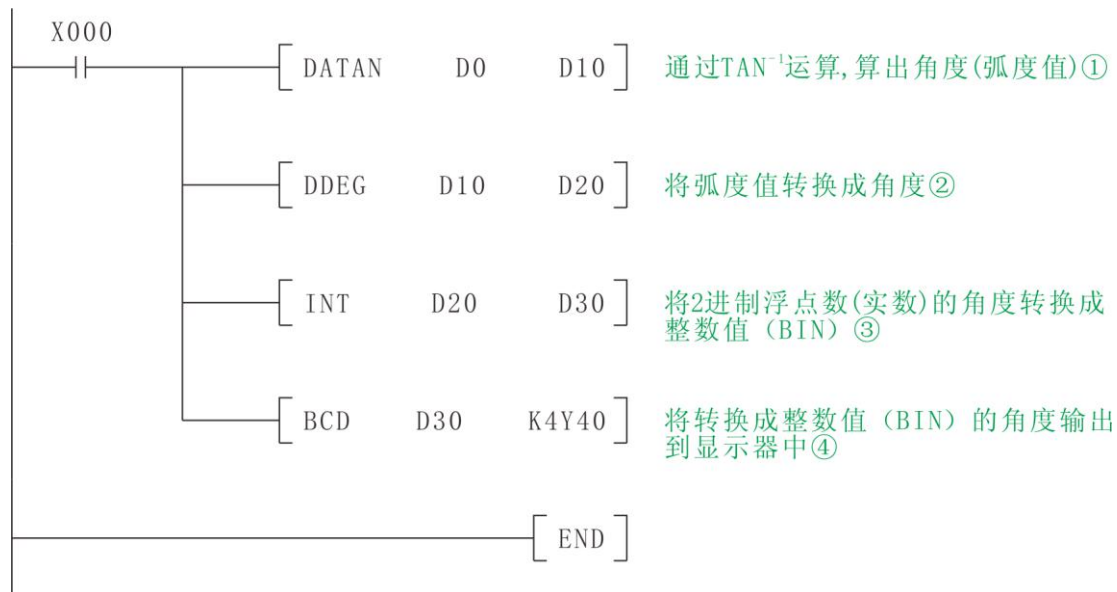 X000
DATAN D0 D10 通过TAN⁻¹运算,算出角度(弧度值)①
DDEG D10 D20 将弧度值转换成角度②
INT D20 D30 将2进制浮点数(实数)的角度转换成
整数值（BIN）③
BCD D30 K4Y40 将转换成整数值（BIN）的角度输出
到显示器中④
END